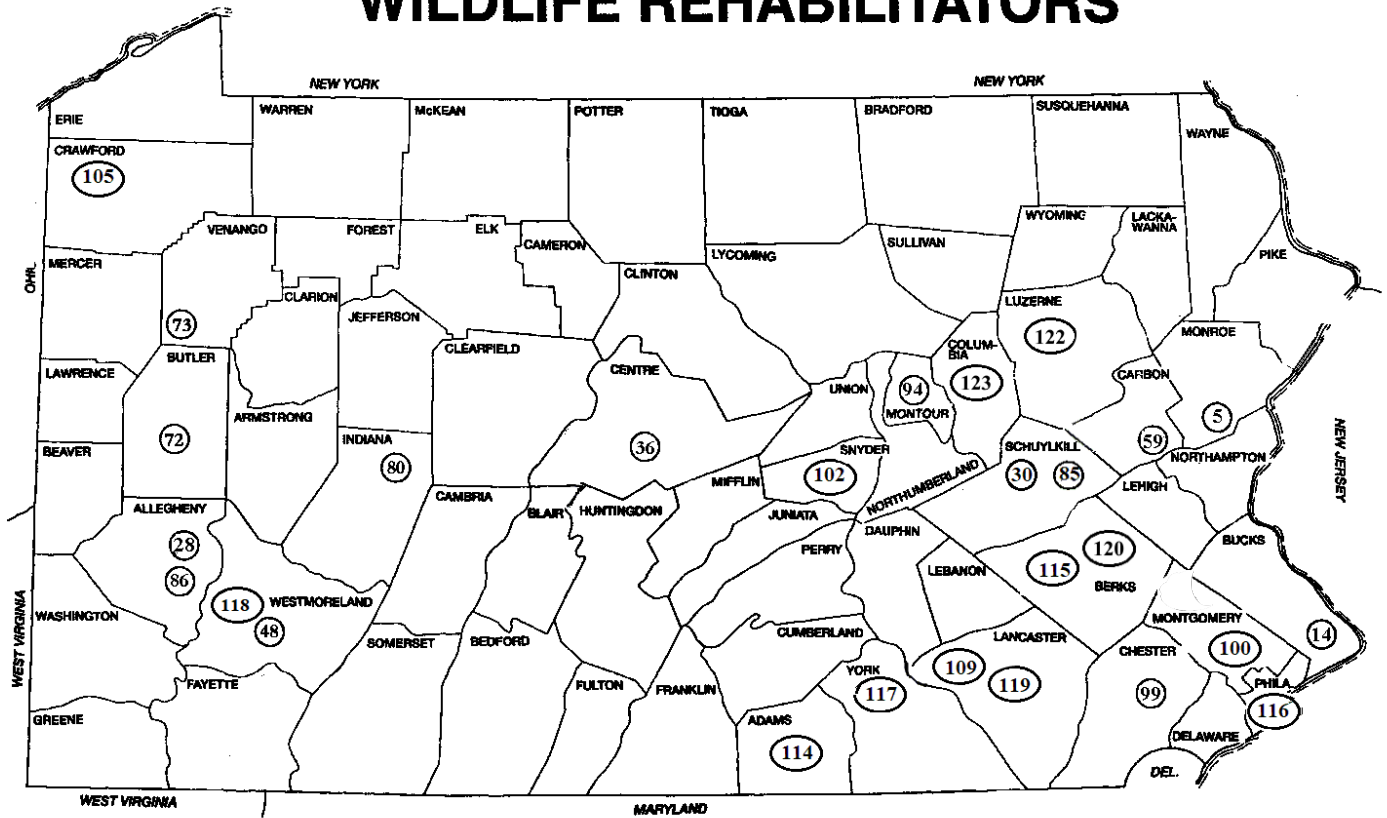 WILDLIFE REHABILITATORS
NEW YORK
NEW YORK
ERIE
WARREN
McKEAN
POTTER
TIOGA
BRADFORD
SUSQUEHANNA
WAYNE
CRAWFORD
105
VENANGO
FOREST
ELK
CAMERON
CLINTON
LYCOMING
SULLIVAN
WYOMING
LACKA-
WANNA
PIKE
OHI.
MERCER
CLARION
JEFFERSON
73
BUTLER
CLEARFIELD
CENTRE
LUZERNE
122
MONROE
COLUM-
BIA
123
CARBON
LAWRENCE
ARMSTRONG
UNION
94
MONTOUR
5
59
NORTHAMPTON
NEW JERSEY
BEAVER
72
INDIANA
80
36
SNYDER
102
SCHUYLKILL
30
85
LEHIGH
NORTHUMBERLAND
MIFFLIN
CAMBRIA
BLAIR
HUNTINGDON
JUNIATA
DAUPHIN
PERRY
BUCKS
ALLEGHENY
28
86
118
WESTMORELAND
48
LEBANON
115
120
BERKS
WASHINGTON
WEST VIRGINIA
SOMERSET
BEDFORD
CUMBERLAND
LANCASTER
MONTGOMERY
14
100
CHESTER
FAYETTE
FULTON
FRANKLIN
YORK
117
109
119
99
PHILA
116
GREENE
ADAMS
114
DELAWARE
DEL.
WEST VIRGINIA
MARYLAND